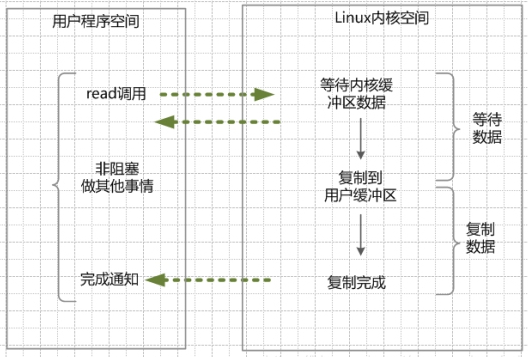 用户程序空间
Linux内核空间
read调用
等待内核缓
冲区数据
等待
数据
非阻塞
做其他事情
复制到
用户缓冲区
复制
数据
完成通知
复制完成